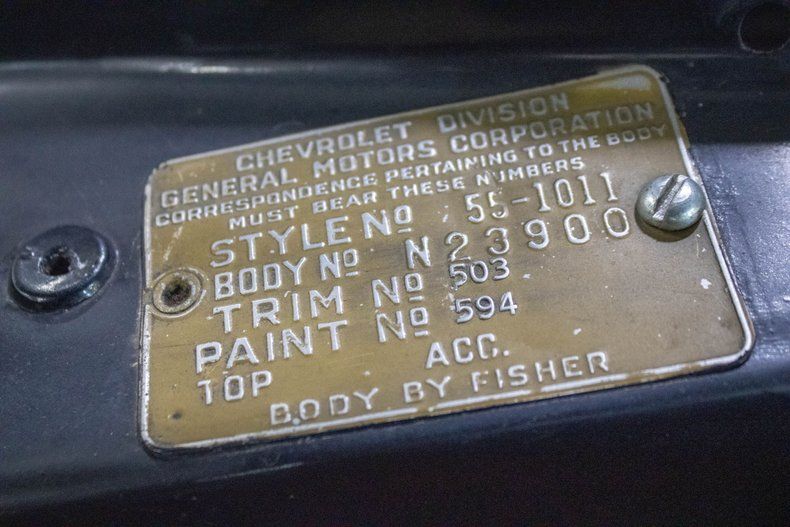 CHEVROLET DIVISION
GENERAL MOTORS CORPORATION
CORRESPONDENCE PERTAINING TO THE BODY
MUST BEAR THESE NUMBERS
STYLE No 55-1011
BODY No N 23900
TRIM No 503
PAINT No 594
TOP ACC.
BODY BY FISHER